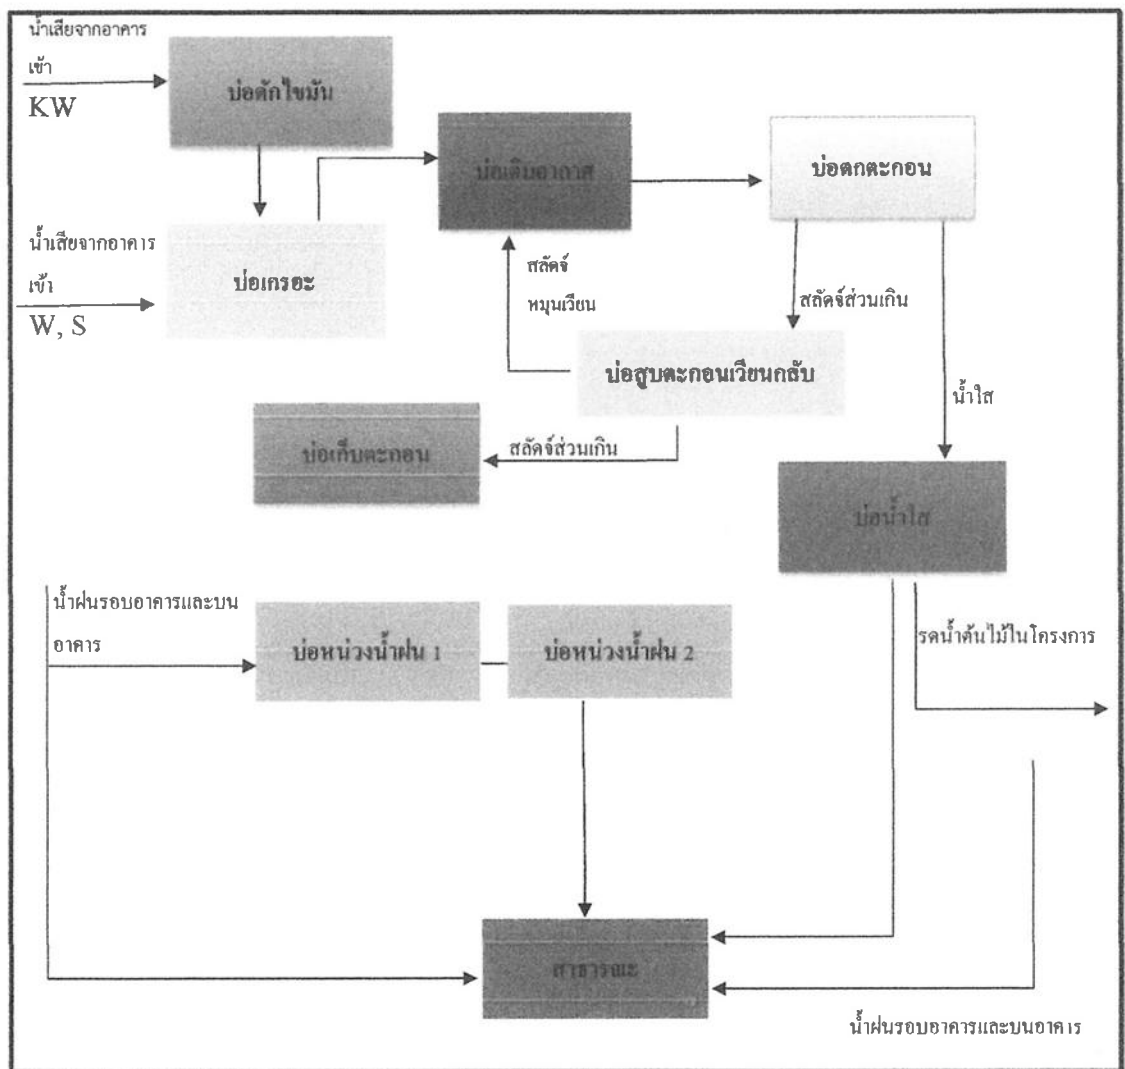 น้ำเสียจากอาคาร
เข้า
KW
บ่อดักไขมัน
บ่อเติมอากาศ
บ่อตกตะกอน
น้ำเสียจากอาคาร
เข้า
W, S
บ่อเกรอะ
สลัดจ์
หมุนเวียน
สลัดจ์ส่วนเกิน
บ่อสูบตะกอนเวียนกลับ
น้ำใส
บ่อเก็บตะกอน
สลัดจ์ส่วนเกิน
บ่อน้ำใส
น้ำฝนรอบอาคารและบน
อาคาร
บ่อหน่วงน้ำฝน 1
บ่อหน่วงน้ำฝน 2
รดน้ำต้นไม้ในโครงการ
สาธารณะ
น้ำฝนรอบอาคารและบนอาคาร